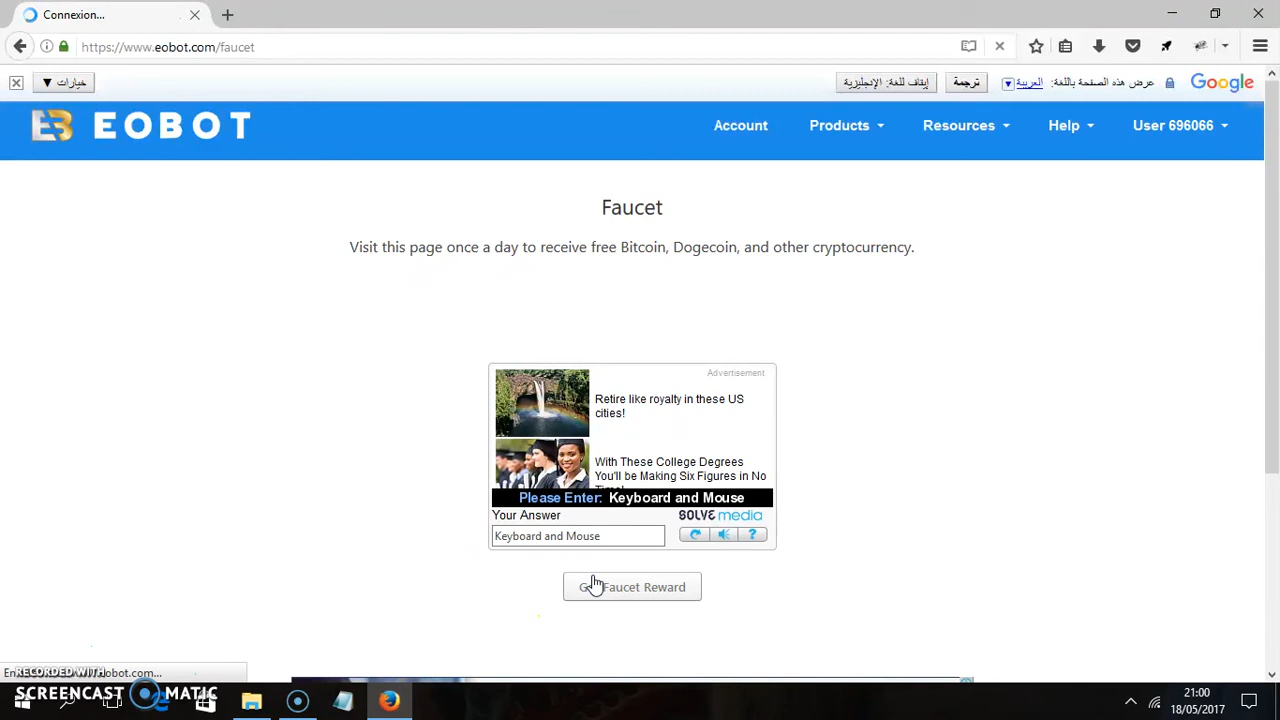 Connexion...
https://www.eobot.com/faucet
خيارات ▼
إيقاف للغة: الإنجليزية
ترجمة
عرض هذه الصفحة باللغة: العربية
Google
EOBOT
Account
Products
Resources
Help
User 696066
Faucet
Visit this page once a day to receive free Bitcoin, Dogecoin, and other cryptocurrency.
Advertisement
Retire like royalty in these US
cities!
With These College Degrees
You'll be Making Six Figures in No
Time!
Please Enter: Keyboard and Mouse
Your Answer
SOLVE media
Keyboard and Mouse
?
Faucet Reward
RECORDED WITH
SCREENCAST MATIC
21:00
18/05/2017